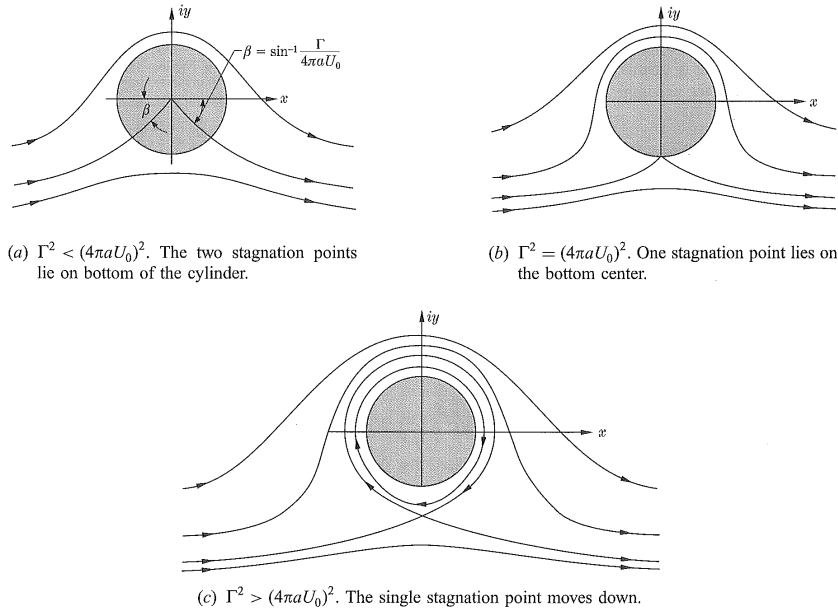 iy
β = sin⁻¹ Γ / 4πaU₀
x
β
(a) Γ² < (4πaU₀)². The two stagnation points
lie on bottom of the cylinder.
iy
x
(b) Γ² = (4πaU₀)². One stagnation point lies on
the bottom center.
iy
x
(c) Γ² > (4πaU₀)². The single stagnation point moves down.